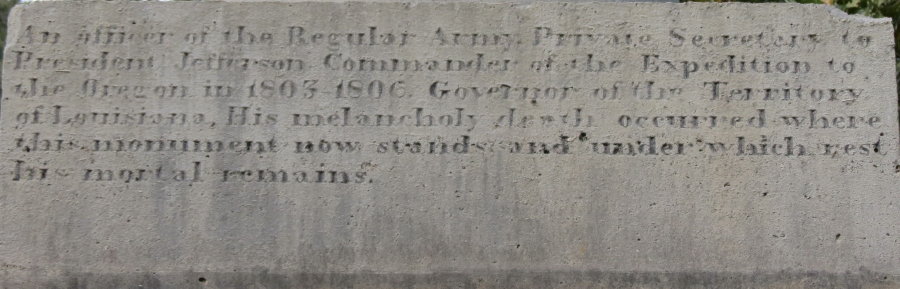 An officer of the Regular Army. Private Secretary to
President Jefferson. Commander of the Expedition to
the Oregon in 1803-1806. Governor of the Territory
of Louisiana. His melancholy death occurred where
this monument now stands and under which rest
his mortal remains.